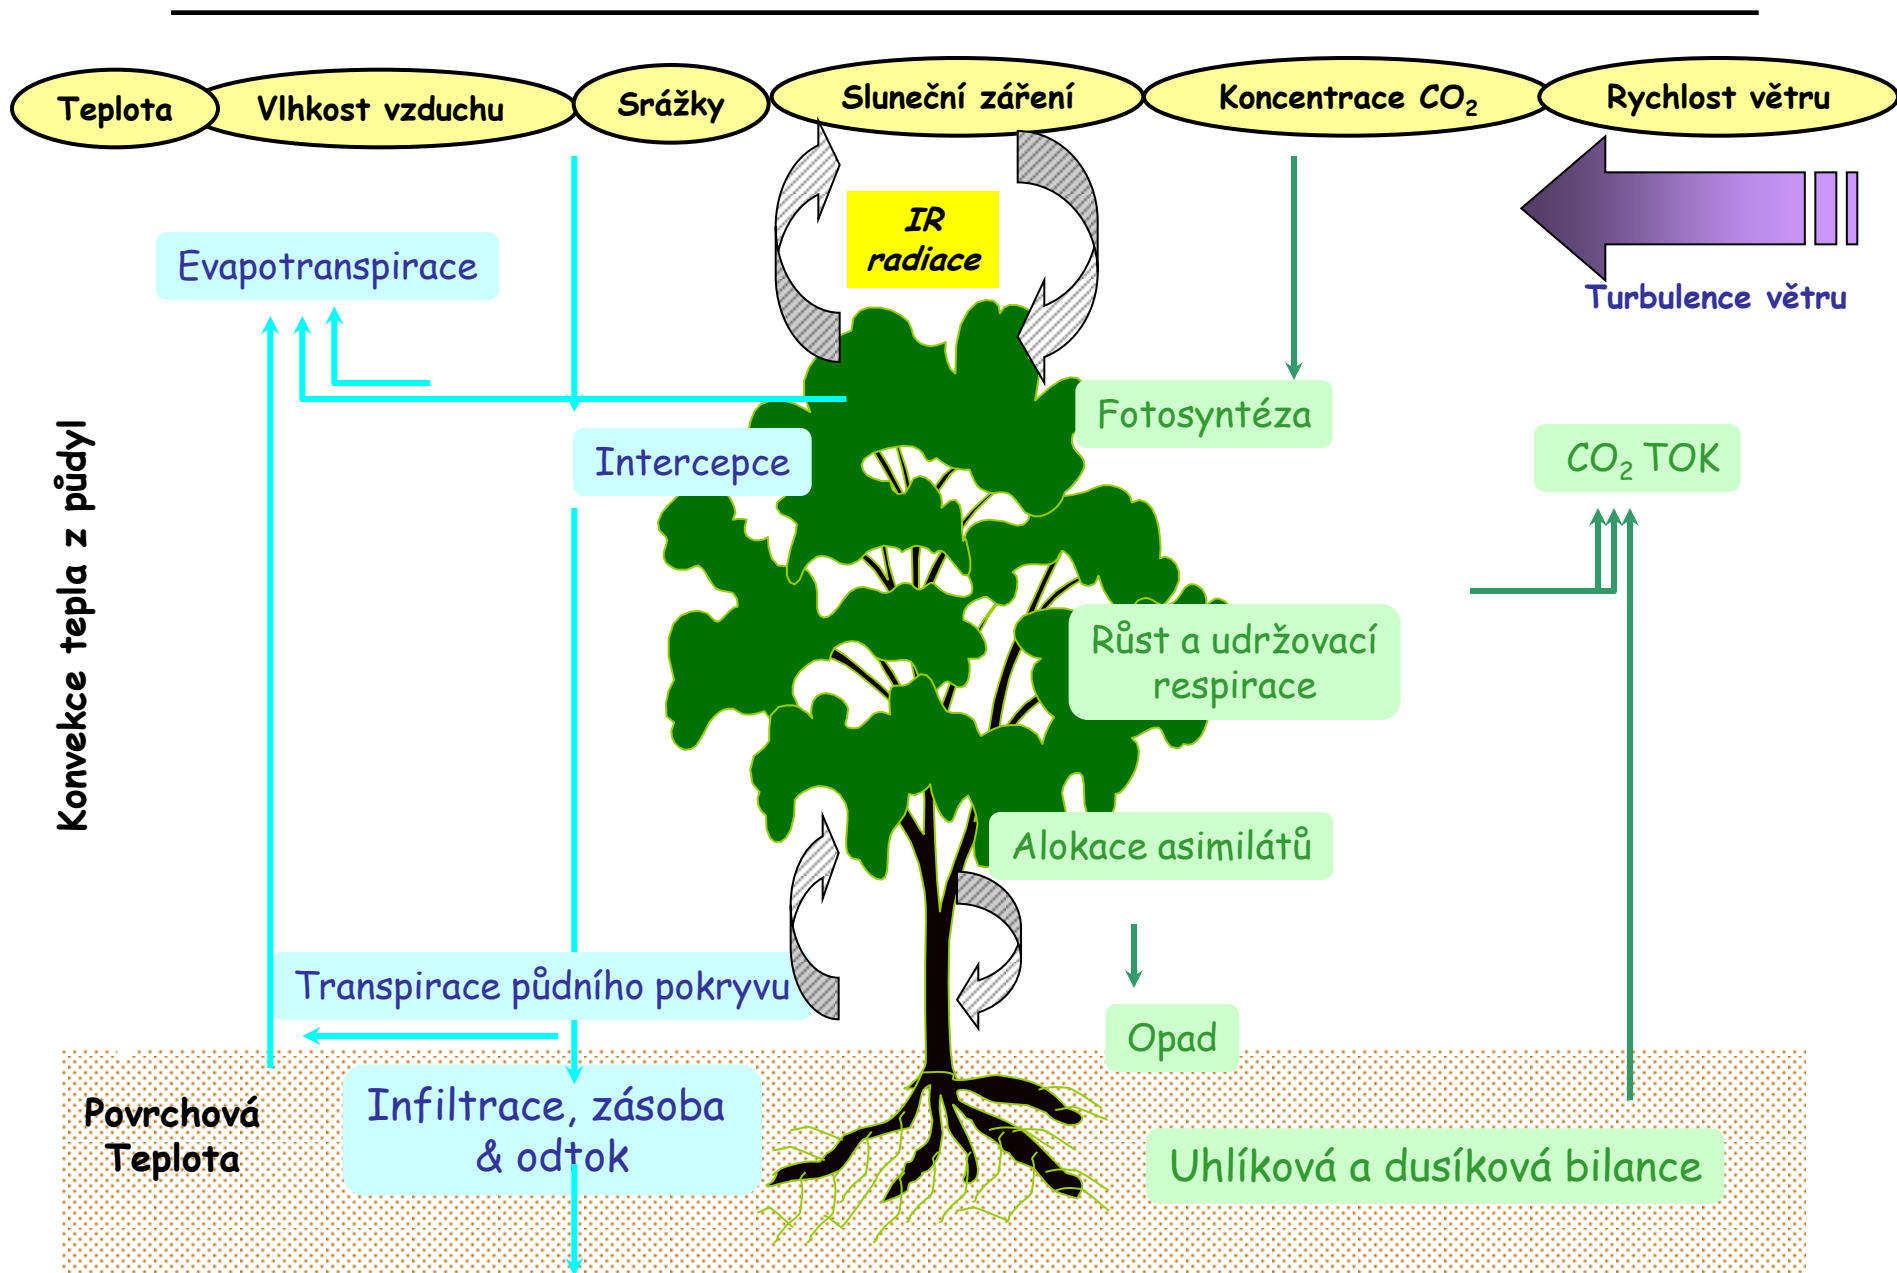 Teplota
Vlhkost vzduchu
Srážky
Sluneční záření
Koncentrace CO₂
Rychlost větru
IR
radiace
Evapotranspirace
Turbulence větru
Fotosyntéza
Intercepce
CO₂ TOK
Konvekce tepla z půdyl
Růst a udržovací
respirace
Alokace asimilátů
Transpirace půdního pokryvu
Opad
Povrchová
Teplota
Infiltrace, zásoba
& odtok
Uhlíková a dusíková bilance